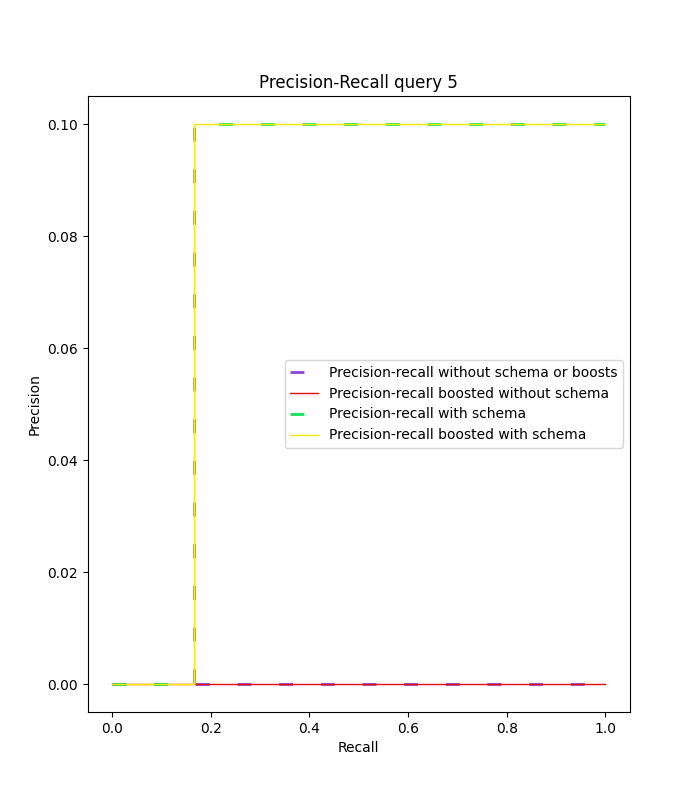 Precision-Recall query 5
0.10
0.08
0.06
0.04
0.02
0.00
Precision
Precision-recall without schema or boosts
Precision-recall boosted without schema
Precision-recall with schema
Precision-recall boosted with schema
0.0 0.2 0.4 0.6 0.8 1.0
Recall